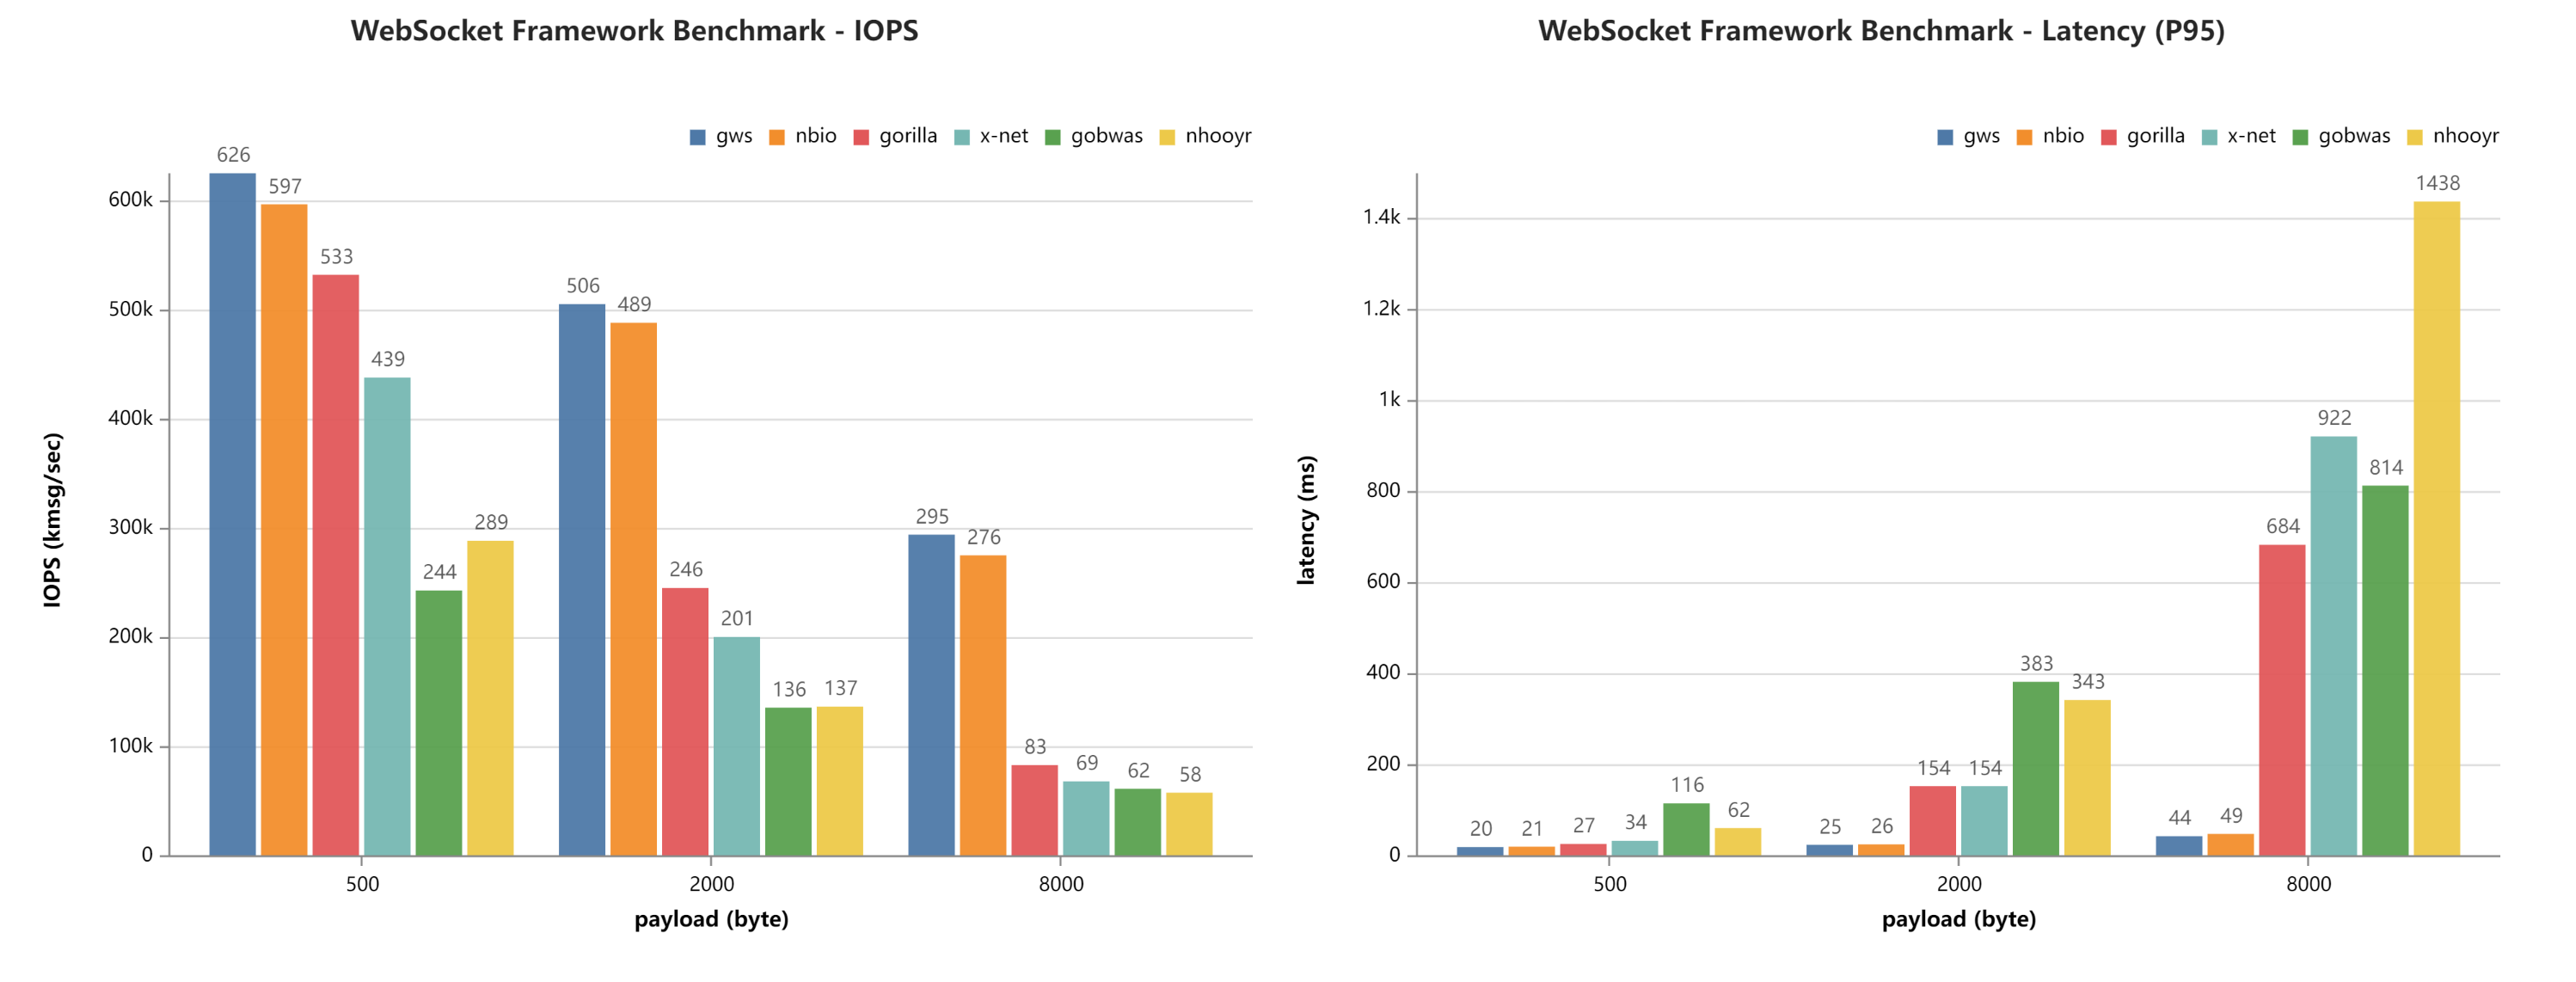 WebSocket Framework Benchmark - IOPS
gws nbio gorilla x-net gobwas nhooyr
IOPS (kmsg/sec)
600k
500k
400k
300k
200k
100k
0
626 597 533 439 244 289
506 489 246 201 136 137
295 276 83 69 62 58
500 2000 8000
payload (byte)
WebSocket Framework Benchmark - Latency (P95)
gws nbio gorilla x-net gobwas nhooyr
latency (ms)
1.4k
1.2k
1k
800
600
400
200
0
20 21 27 34 116 62
25 26 154 154 383 343
44 49 684 922 814 1438
500 2000 8000
payload (byte)